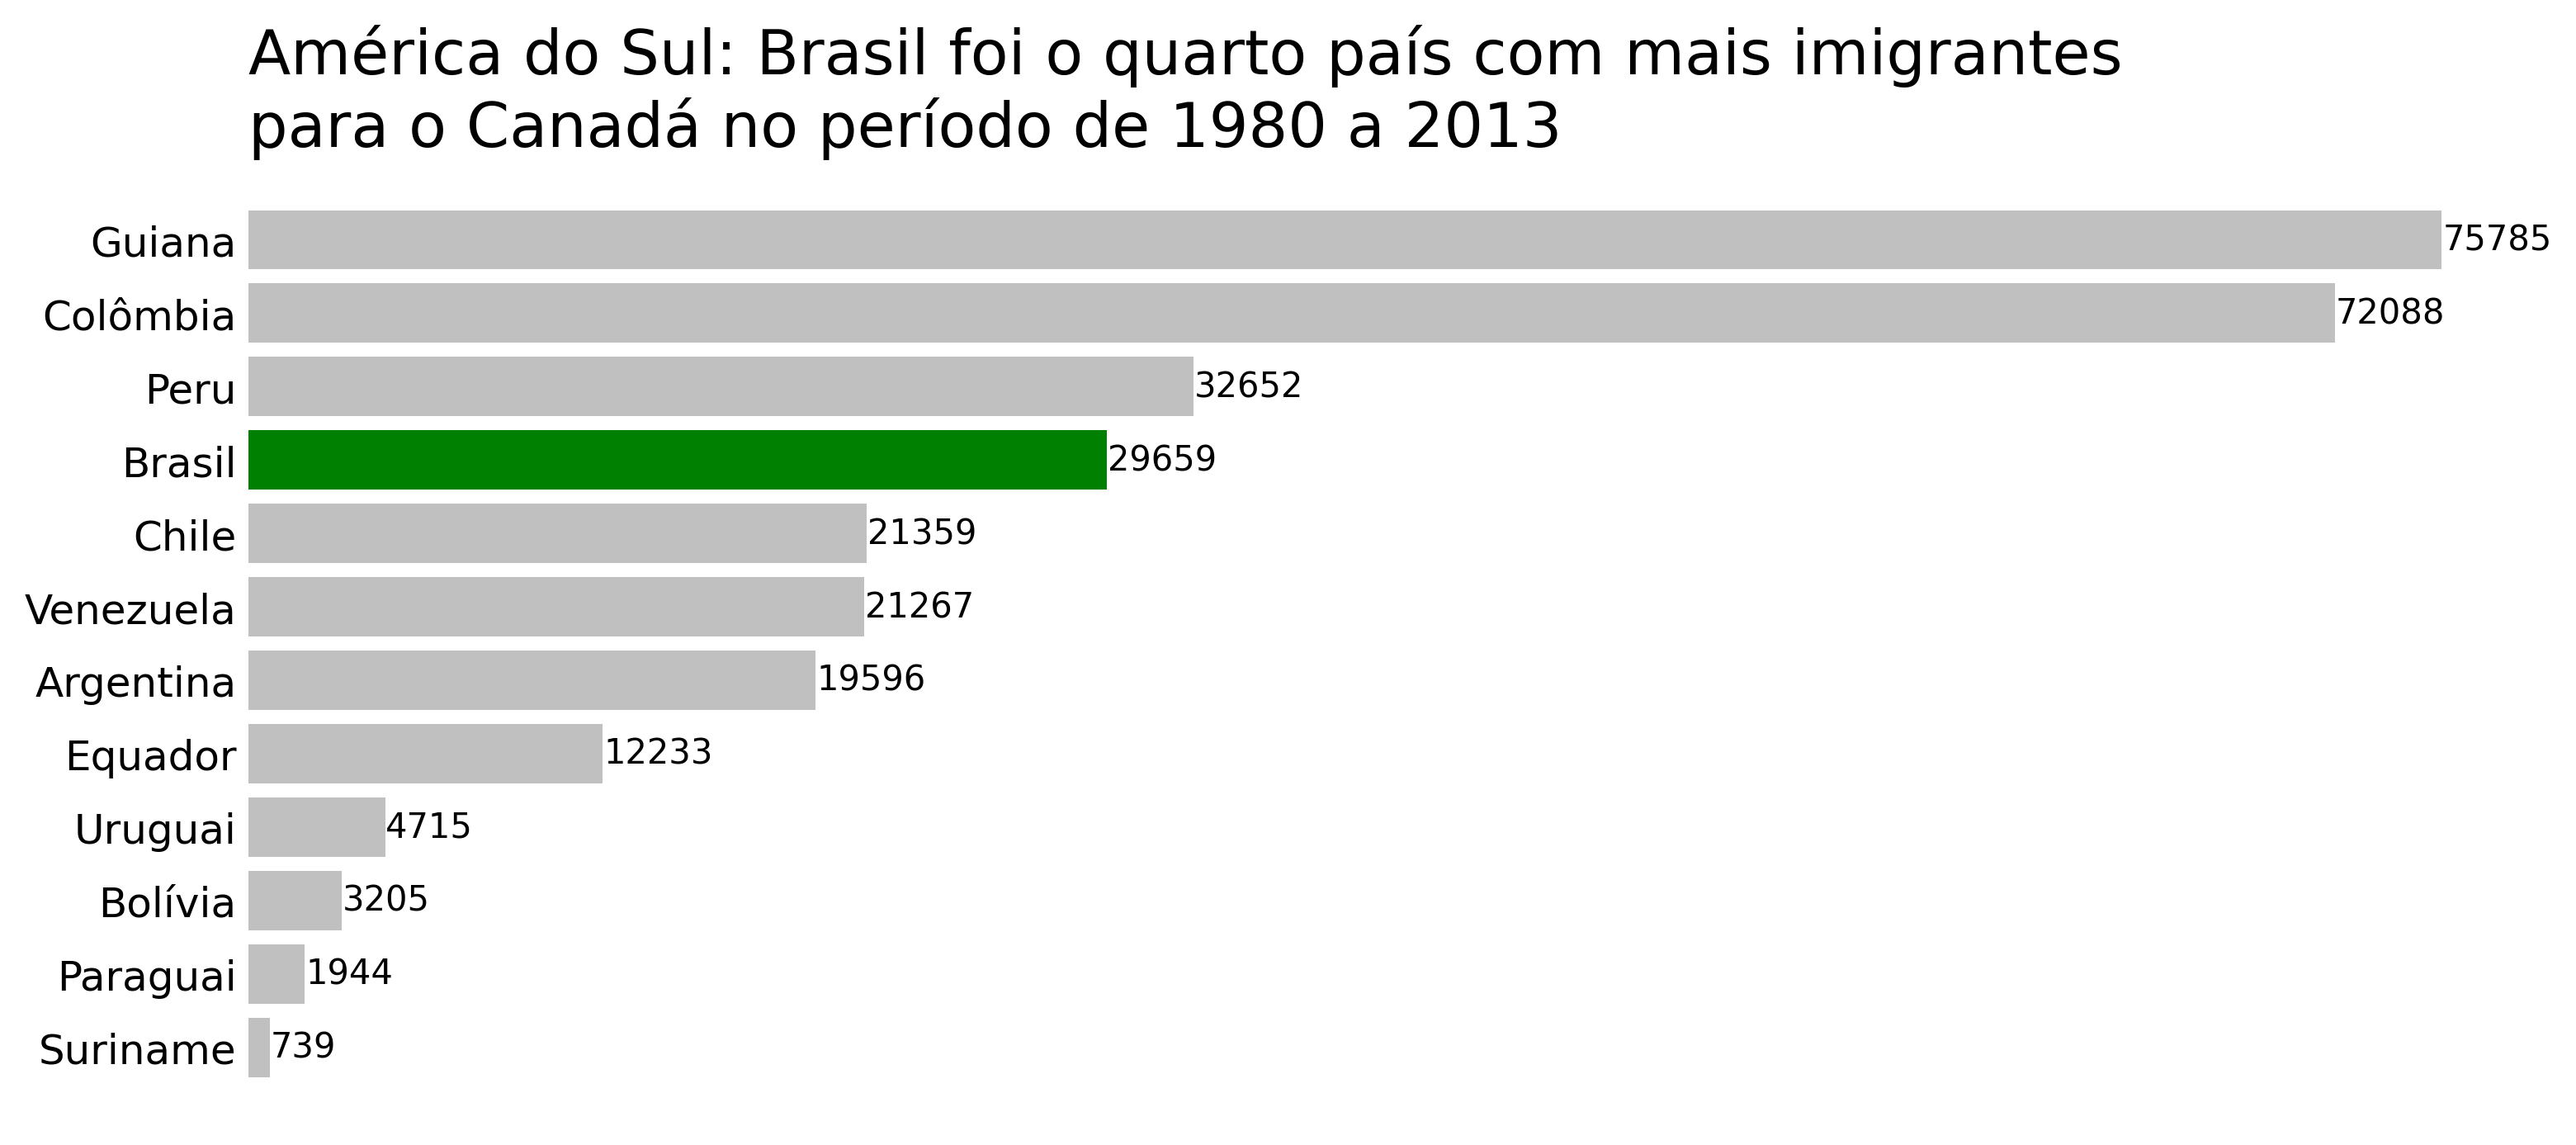 América do Sul: Brasil foi o quarto país com mais imigrantes
para o Canadá no período de 1980 a 2013
Guiana 75785
Colômbia 72088
Peru 32652
Brasil 29659
Chile 21359
Venezuela 21267
Argentina 19596
Equador 12233
Uruguai 4715
Bolívia 3205
Paraguai 1944
Suriname 739